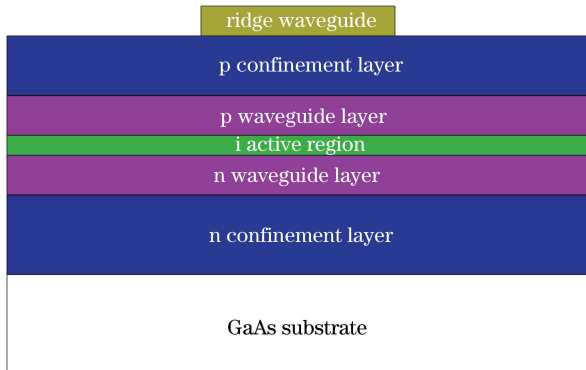 ridge waveguide
p confinement layer
p waveguide layer
i active region
n waveguide layer
n confinement layer
GaAs substrate